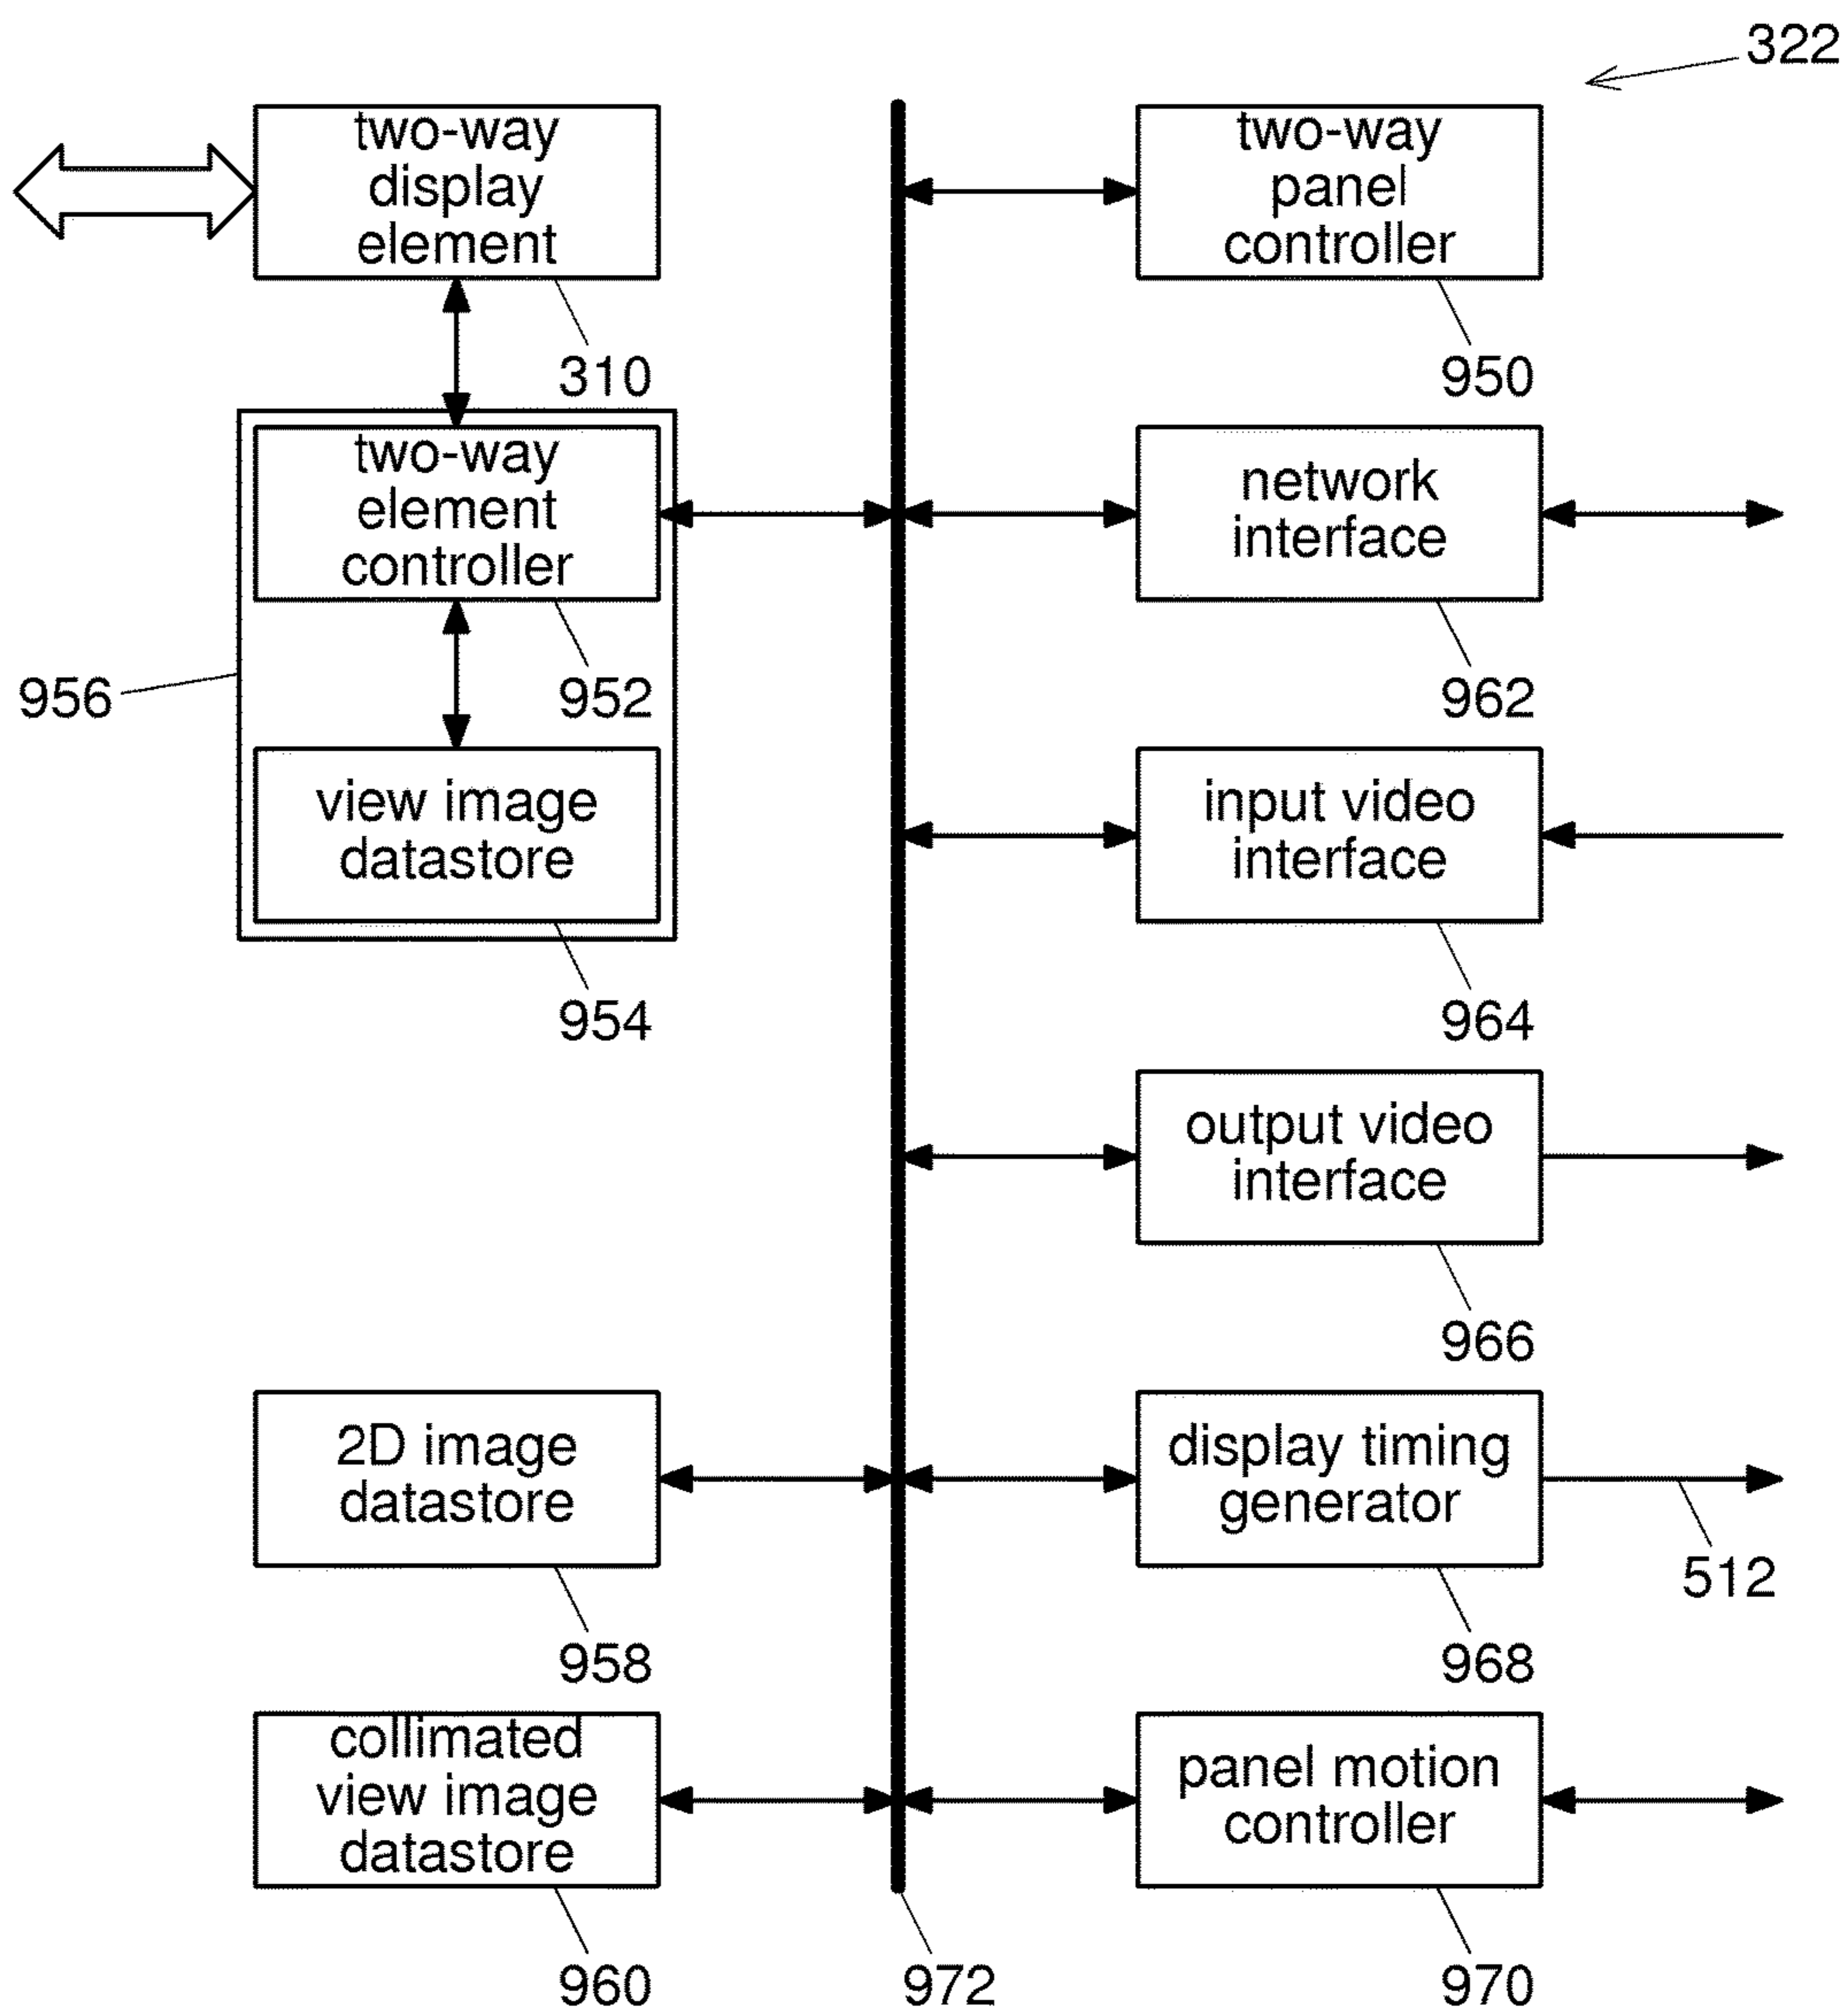 322
two-way
display
element
310
two-way
panel
controller
950
two-way
element
controller
952
956
network
interface
962
view image
datastore
954
input video
interface
964
output video
interface
966
2D image
datastore
958
display timing
generator
512
968
collimated
view image
datastore
960
panel motion
controller
970
972